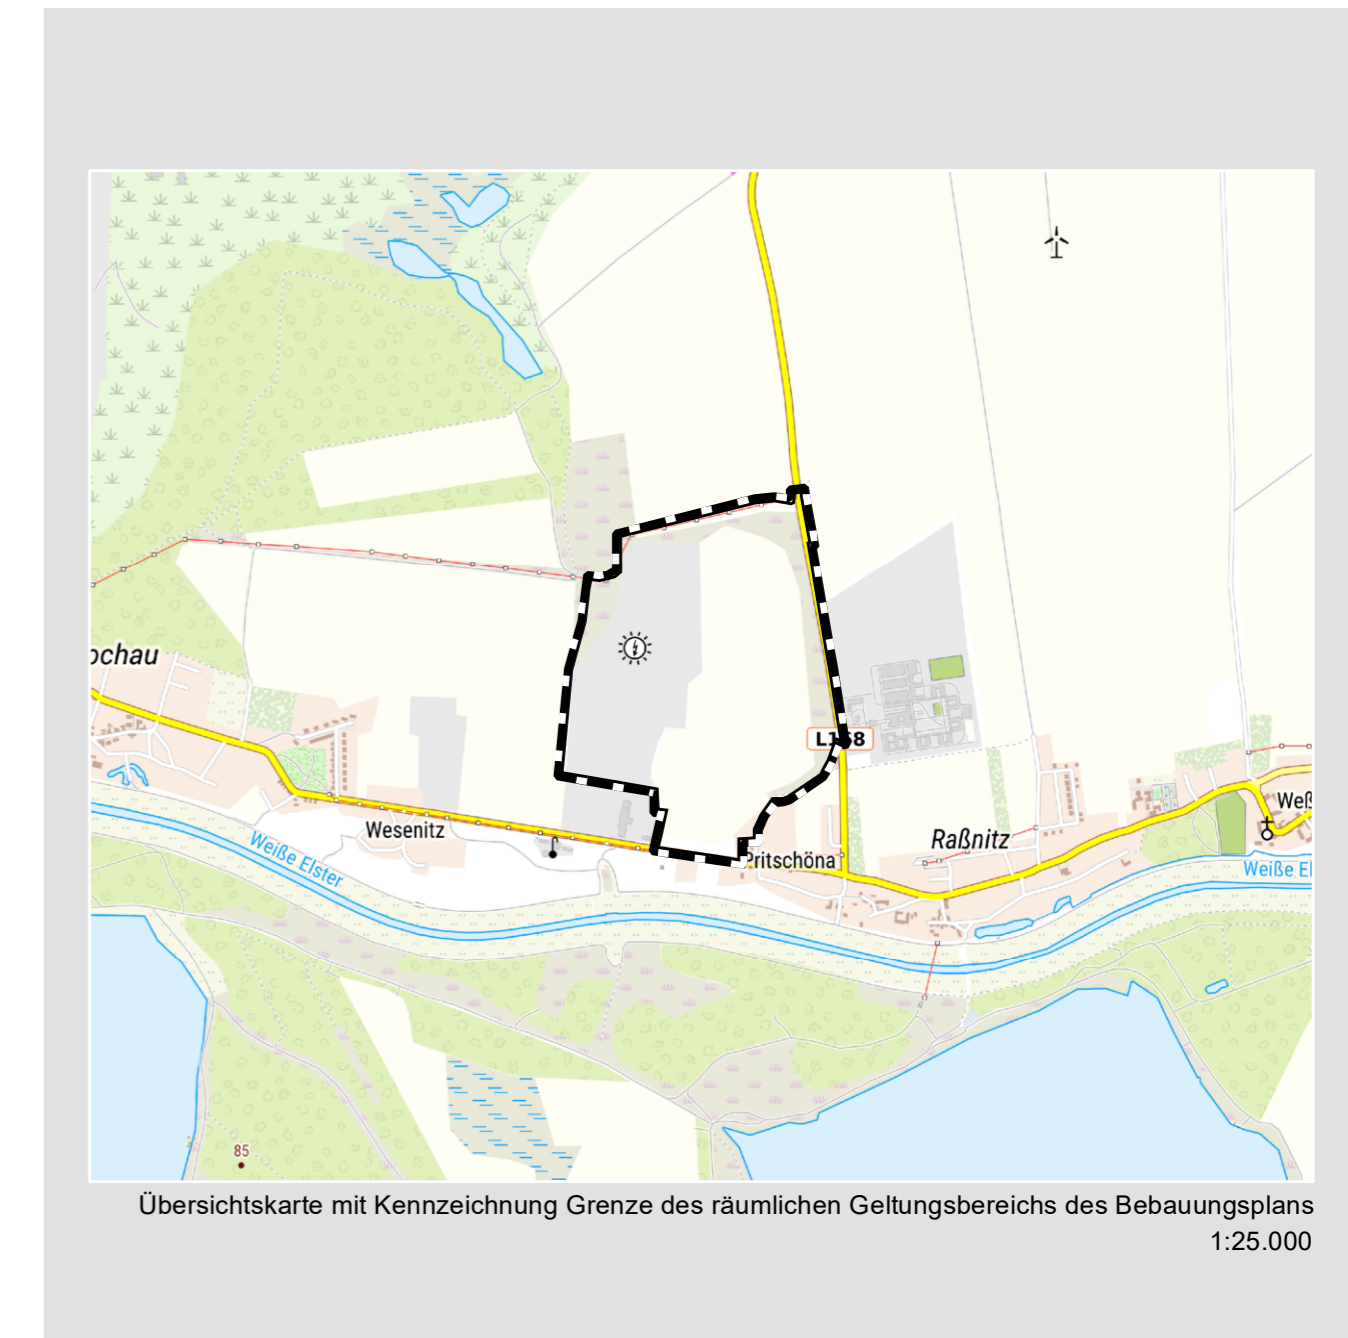 ochau
L168
Wesenitz
Weiße Elster
Pritschöna
Raßnitz
Weß
Weiße El
85
Übersichtskarte mit Kennzeichnung Grenze des räumlichen Geltungsbereichs des Bebauungsplans
1:25.000